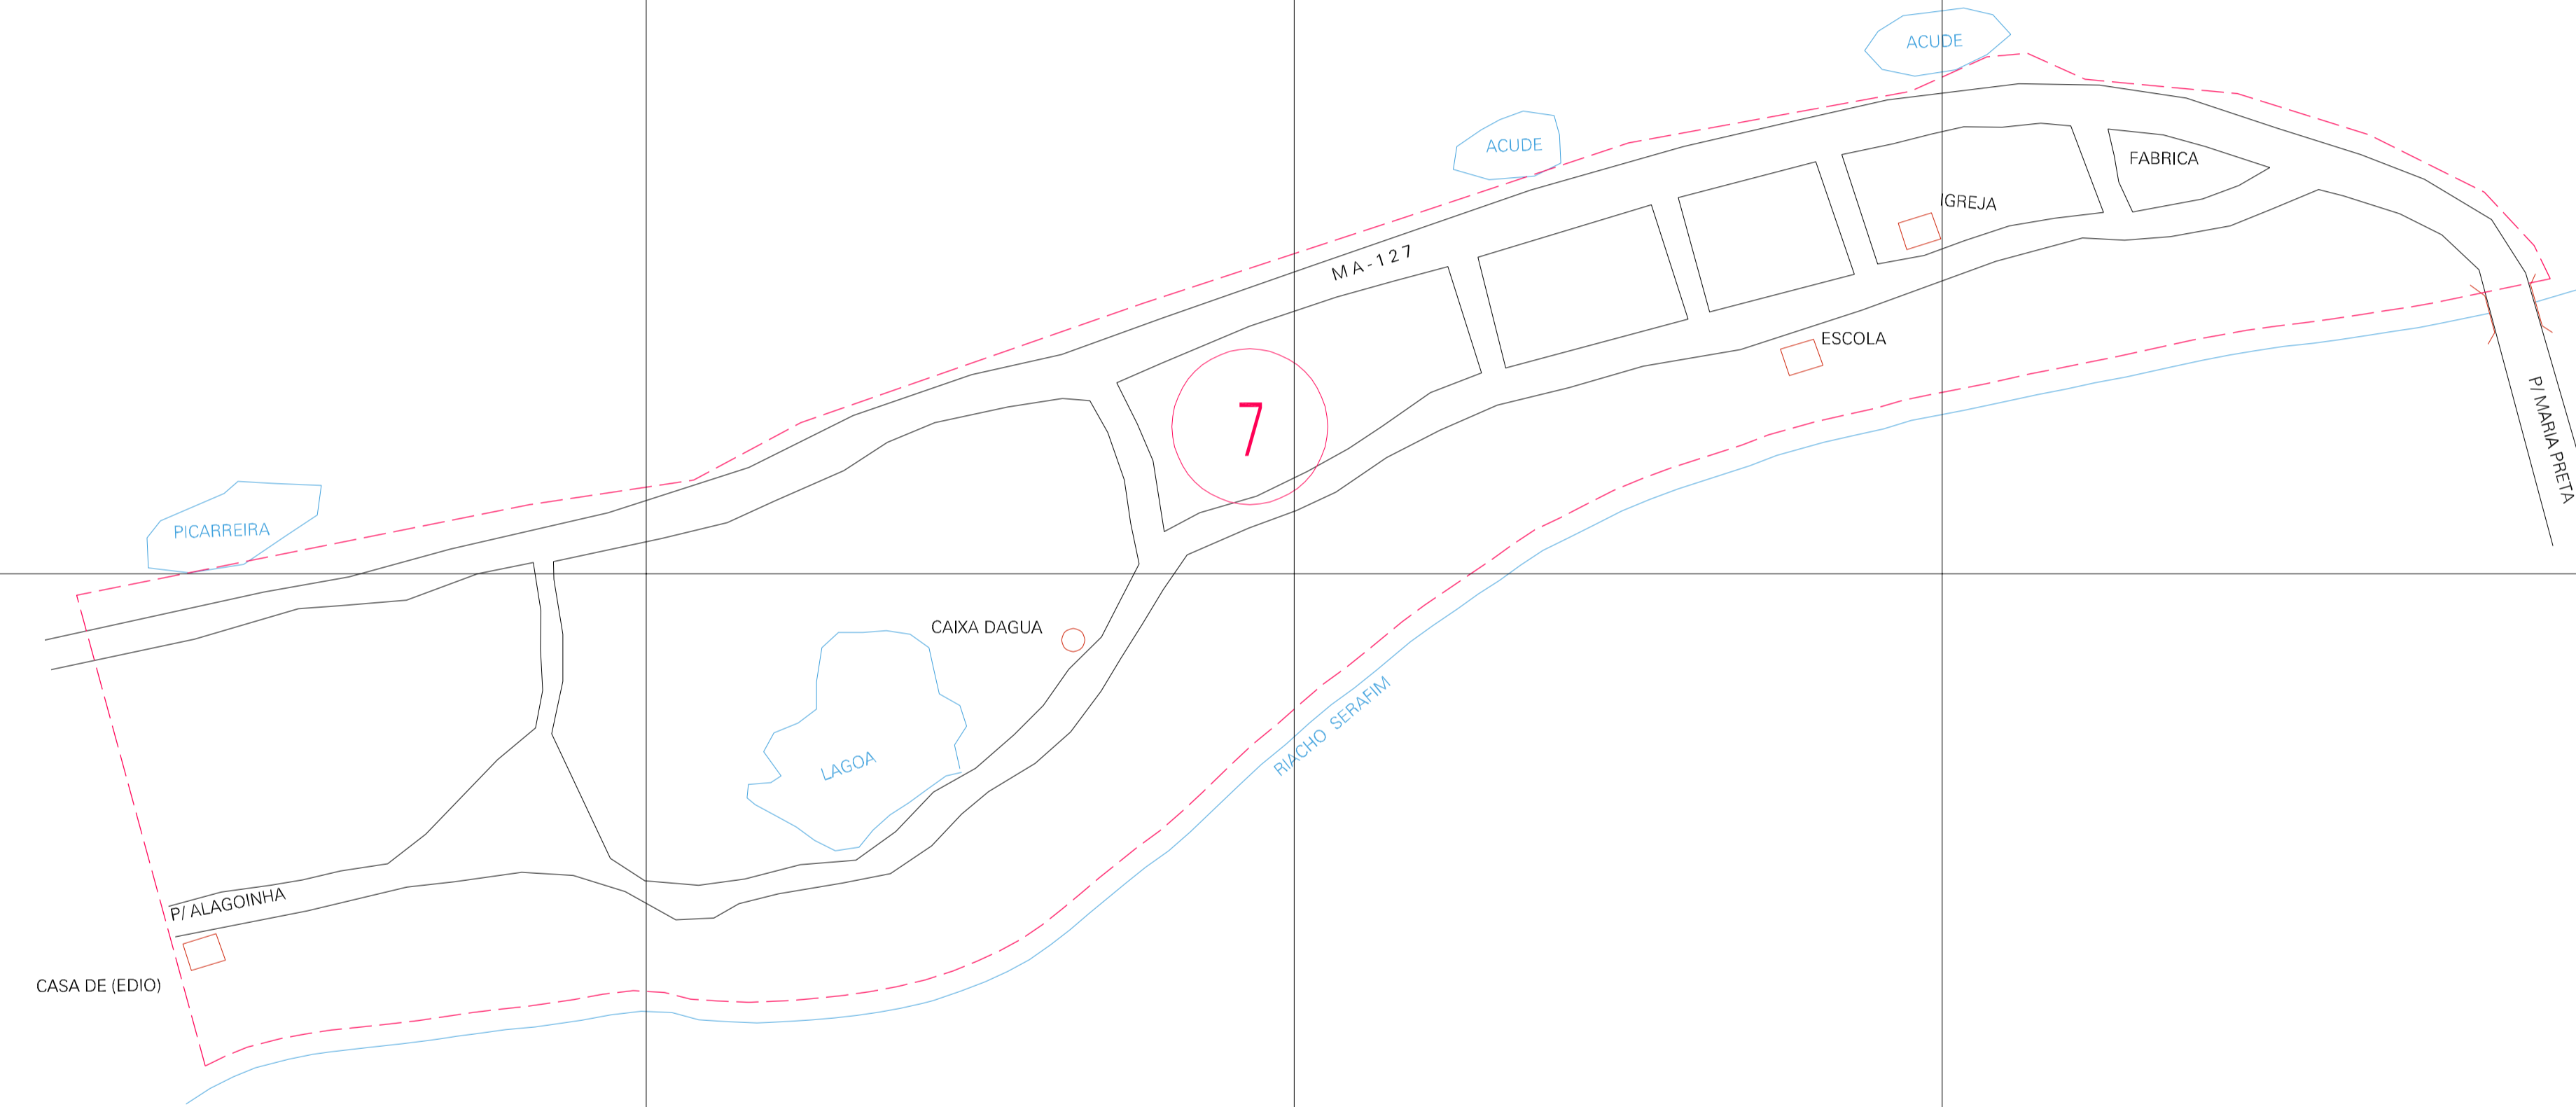 ACUDE
ACUDE
FABRICA
IGREJA
MA-127
ESCOLA
P/ MARIA PRETA
7
PICARREIRA
CAIXA DAGUA
RIACHO SERAFIM
LAGOA
P/ ALAGOINHA
CASA DE (EDIO)